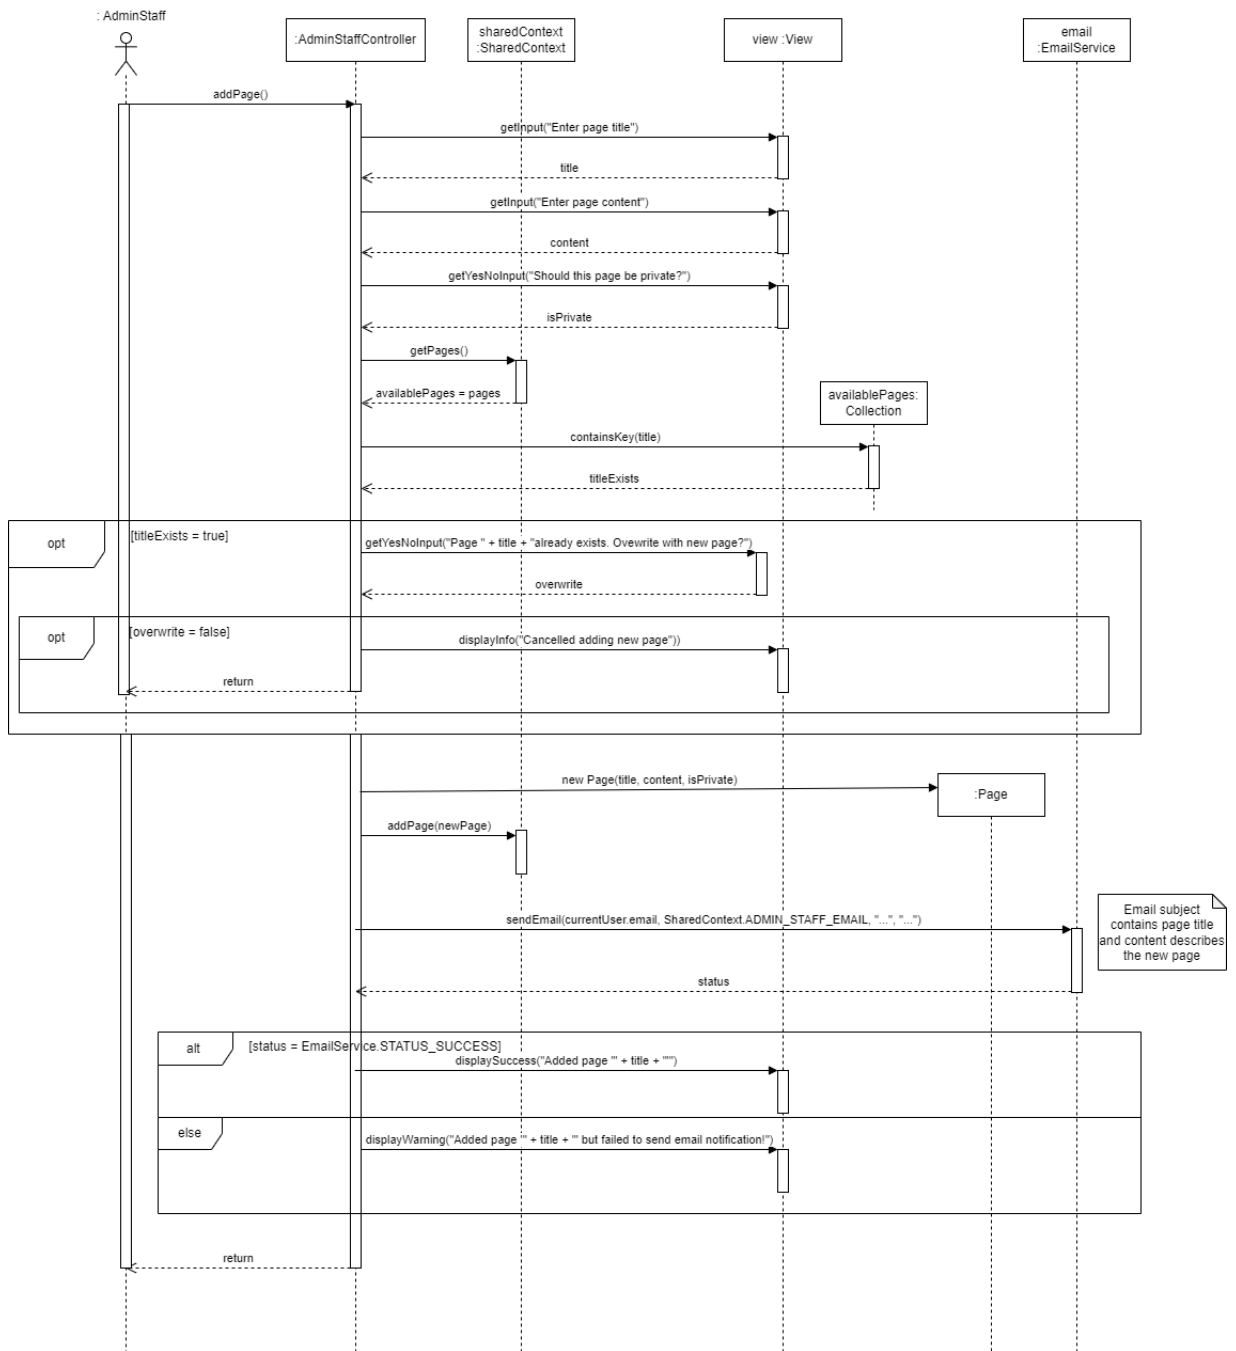 : AdminStaff
:AdminStaffController
sharedContext
:SharedContext
view :View
email
:EmailService
addPage()
getInput("Enter page title")
title
getInput("Enter page content")
content
getYesNoInput("Should this page be private?")
isPrivate
getPages()
availablePages = pages
availablePages:
Collection
containsKey(title)
titleExists
opt
[titleExists = true]
getYesNoInput("Page " + title + "already exists. Ovewrite with new page?")
overwrite
opt
[overwrite = false]
displayInfo("Cancelled adding new page"))
return
new Page(title, content, isPrivate)
:Page
addPage(newPage)
sendEmail(currentUser.email, SharedContext.ADMIN_STAFF_EMAIL, "...", "...")
Email subject
contains page title
and content describes
the new page
status
alt
[status = EmailService.STATUS_SUCCESS]
displaySuccess("Added page '" + title + "'")
else
displayWarning("Added page '" + title + "' but failed to send email notification!")
return